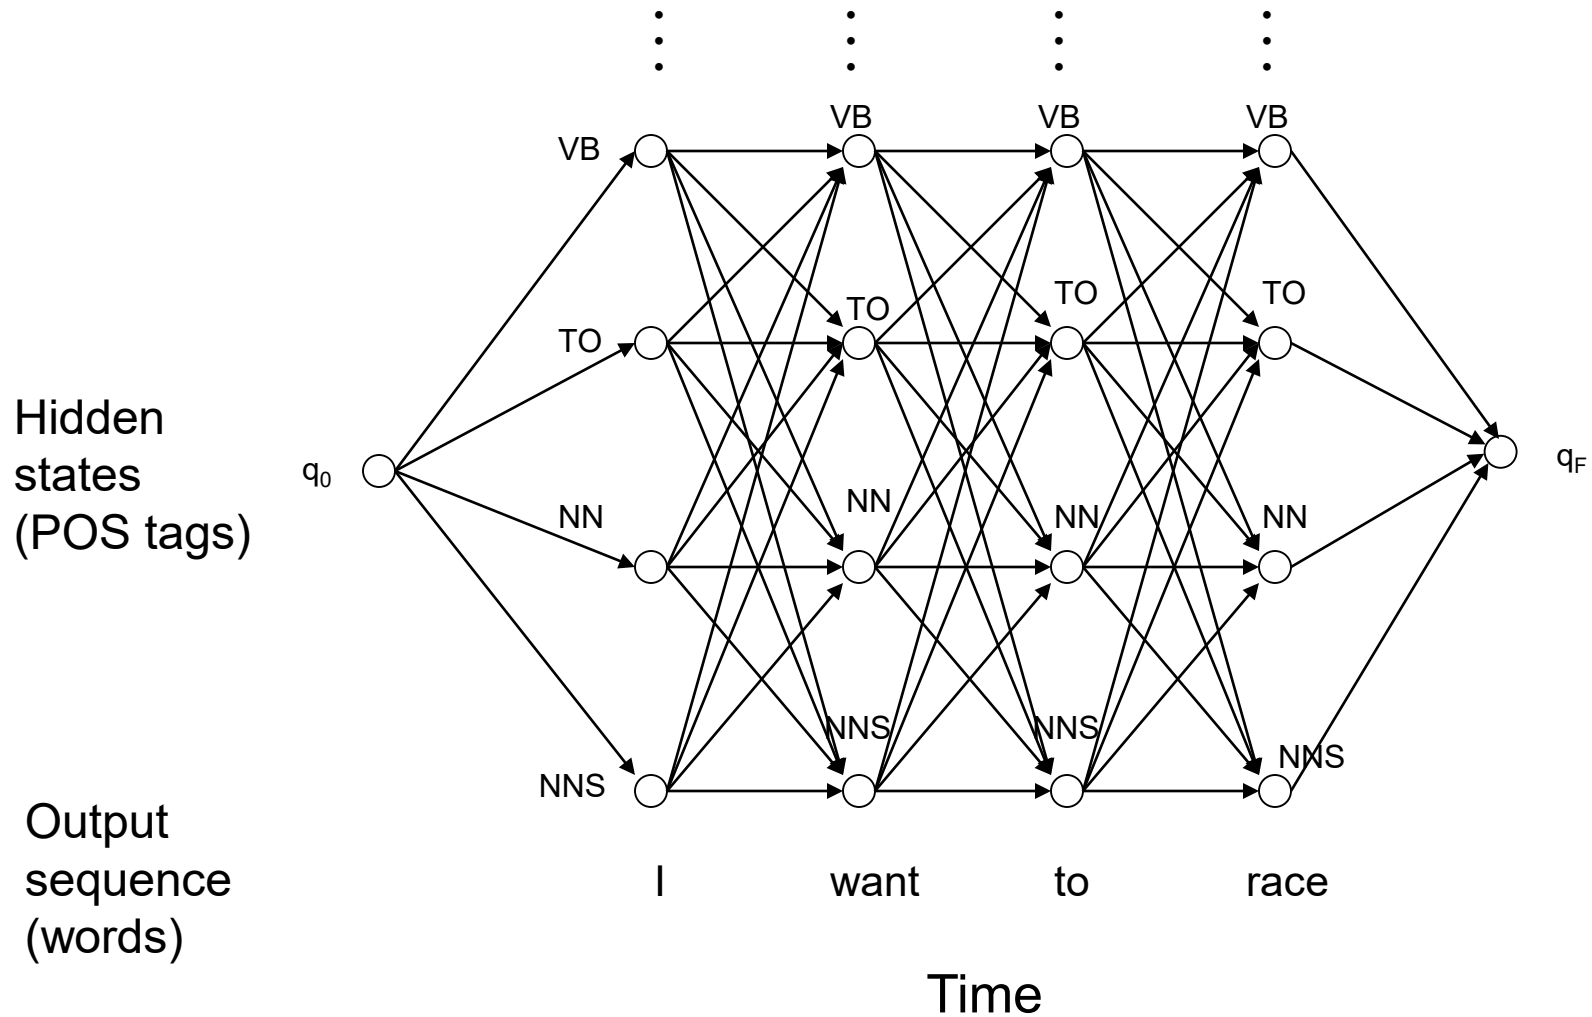 VB
VB
VB
VB
TO
TO
TO
TO
Hidden
states
(POS tags)
q0
qF
NN
NN
NN
NN
NNS
NNS
NNS
NNS
Output
sequence
(words)
I want to race
Time